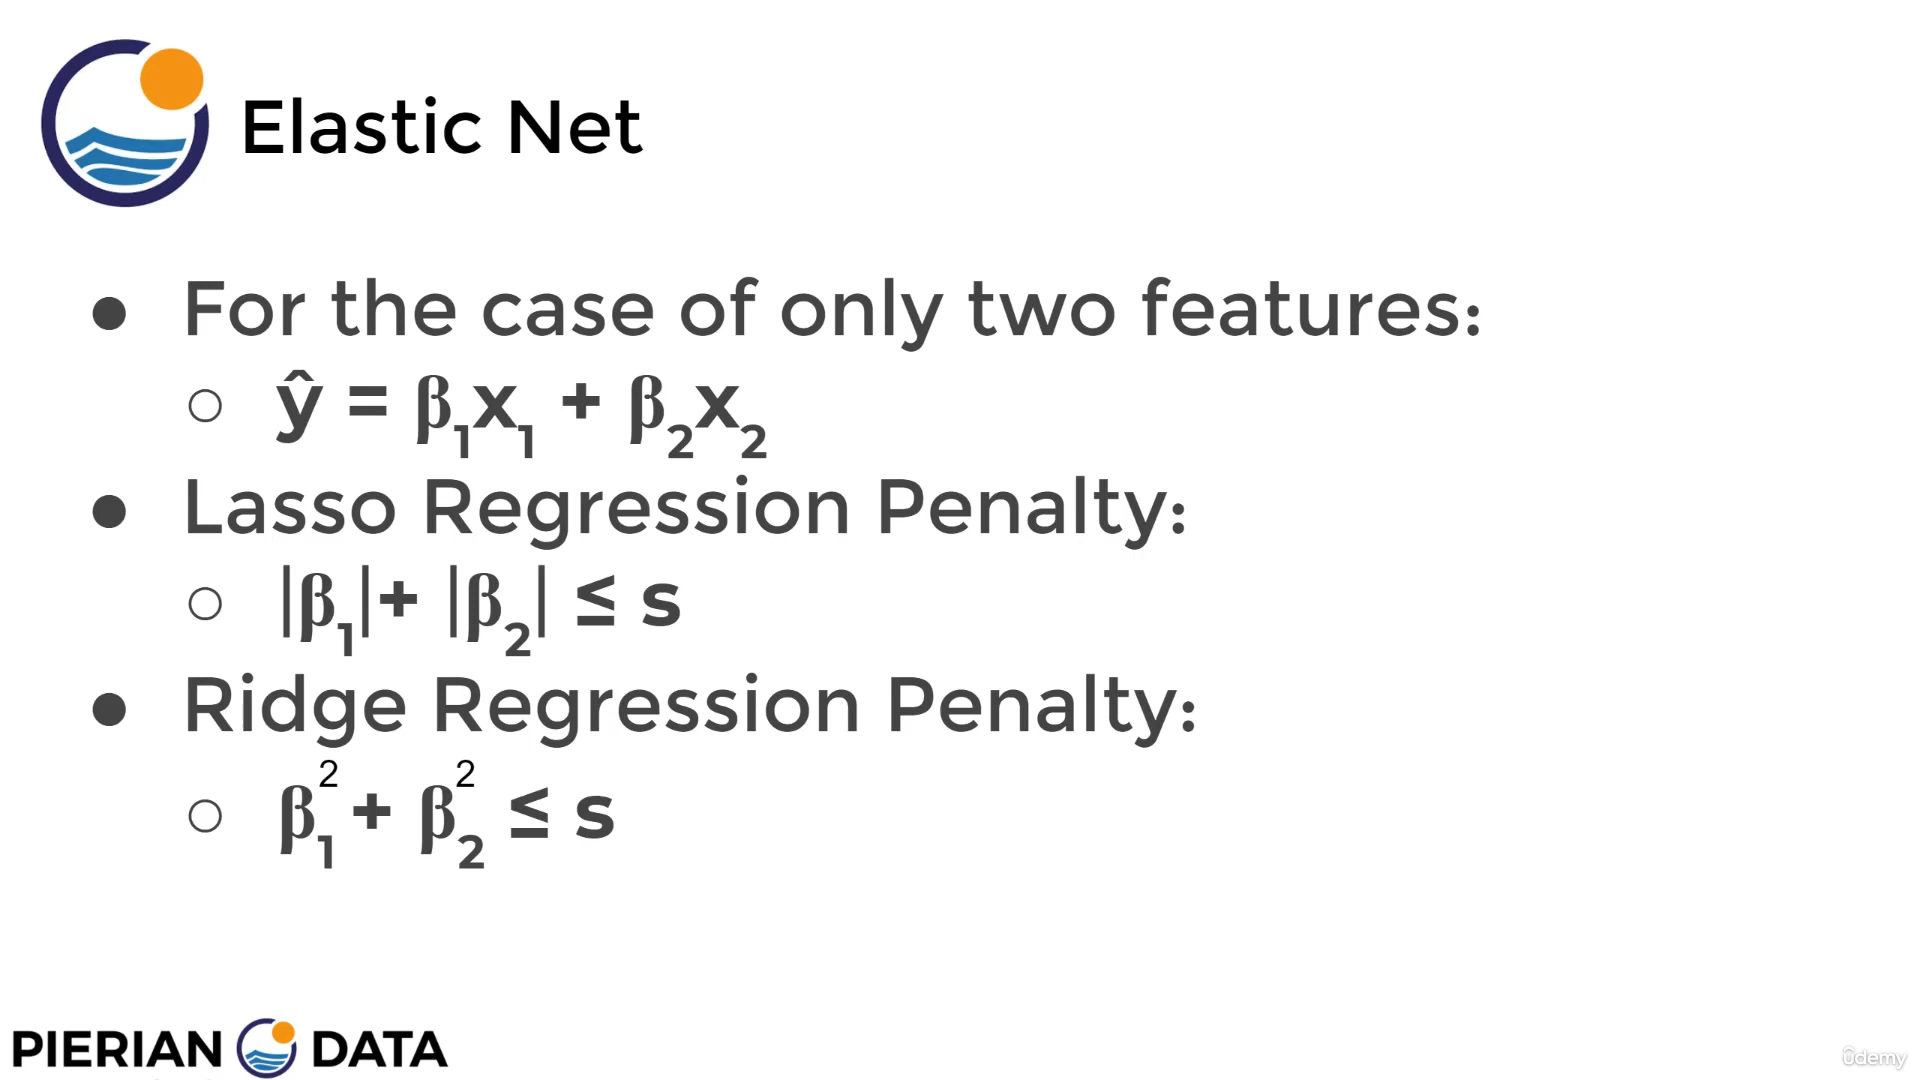 Elastic Net
● For the case of only two features:
○ ŷ = β₁x₁ + β₂x₂
● Lasso Regression Penalty:
○ |β₁|+ |β₂| ≤ s
● Ridge Regression Penalty:
○ β₁² + β₂² ≤ s
PIERIAN DATA
ûdemy